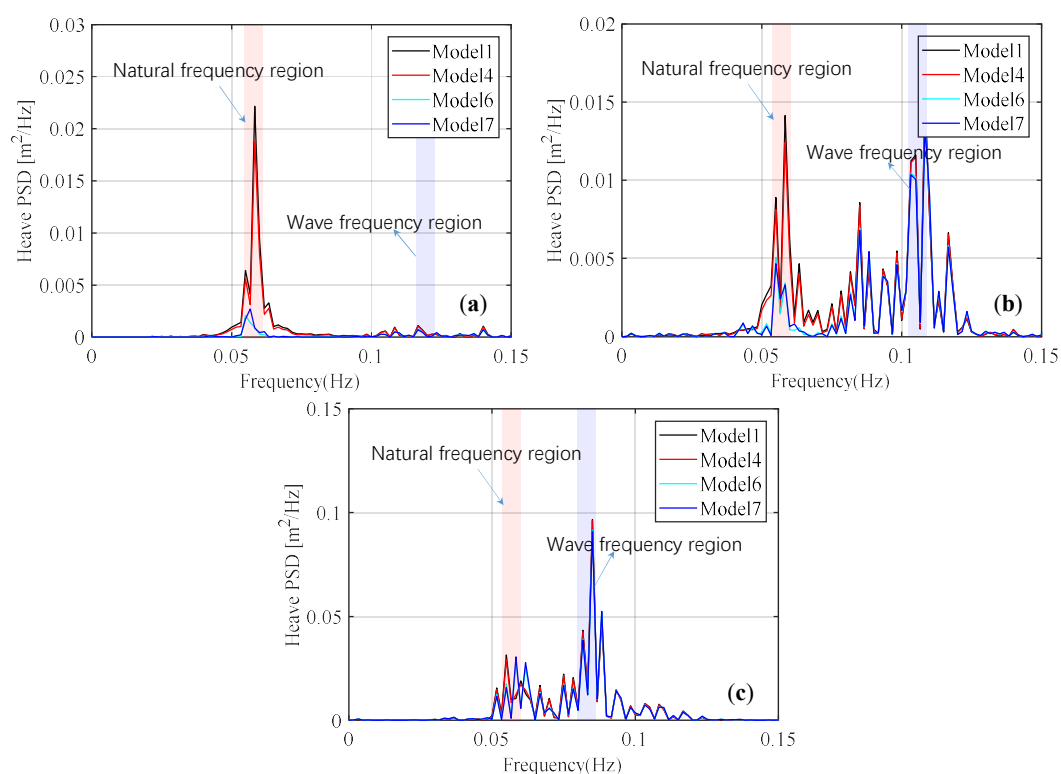 0.03
0.025
0.02
0.015
0.01
0.005
0
Heave PSD [m²/Hz]
Natural frequency region
Wave frequency region
Model1
Model4
Model6
Model7
(a)
0 0.05 0.1 0.15
Frequency(Hz)
0.02
0.015
0.01
0.005
0
Heave PSD [m²/Hz]
Natural frequency region
Wave frequency region
Model1
Model4
Model6
Model7
(b)
0 0.05 0.1 0.15
Frequency(Hz)
0.15
0.1
0.05
0
Heave PSD [m²/Hz]
Natural frequency region
Wave frequency region
Model1
Model4
Model6
Model7
(c)
0 0.05 0.1 0.15
Frequency(Hz)